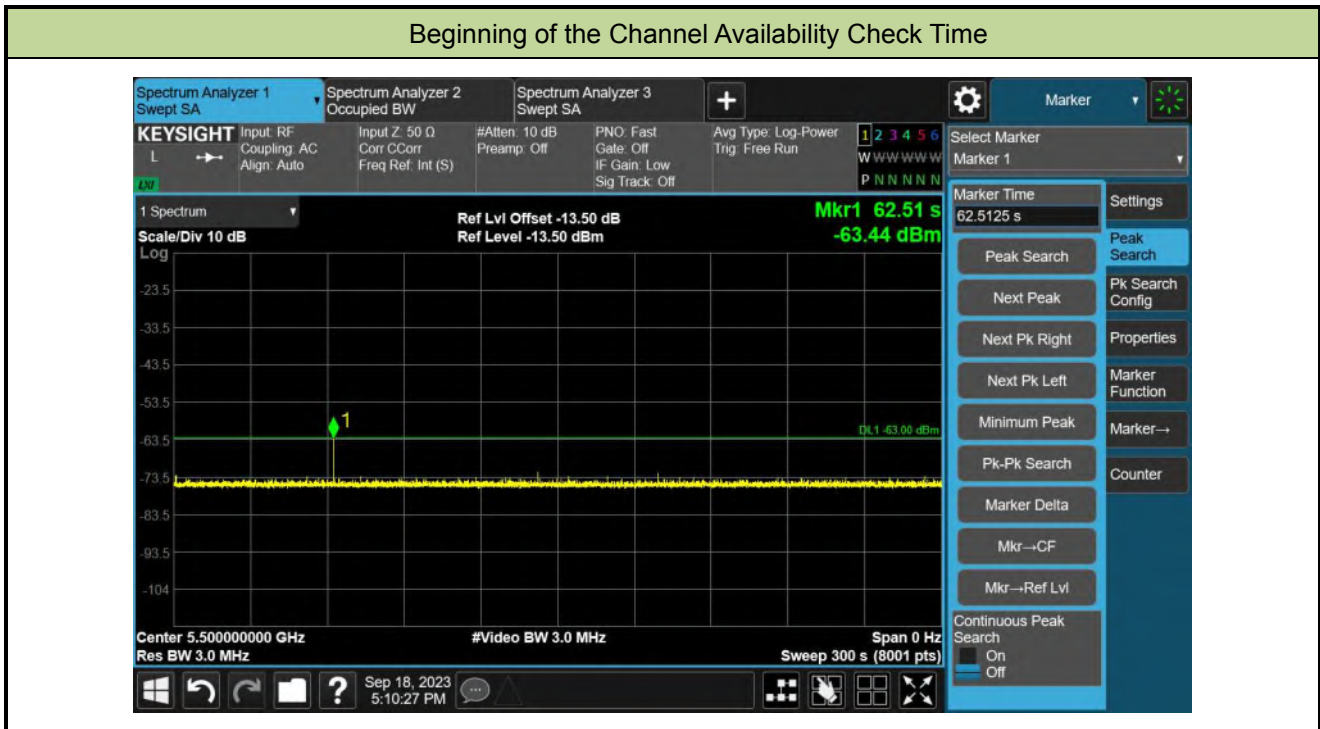 Beginning of the Channel Availability Check Time
Spectrum Analyzer 1
Swept SA
Spectrum Analyzer 2
Occupied BW
Spectrum Analyzer 3
Swept SA
+
Marker
KEYSIGHT
L
LXI
Input: RF
Coupling: AC
Align: Auto
Input Z: 50 Ω
Corr CCorr
Freq Ref: Int (S)
#Atten: 10 dB
Preamp: Off
PNO: Fast
Gate: Off
IF Gain: Low
Sig Track: Off
Avg Type: Log-Power
Trig: Free Run
1 2 3 4 5 6
W W W W W W
P N N N N N
Select Marker
Marker 1
1 Spectrum
Scale/Div 10 dB
Log
Ref Lvl Offset -13.50 dB
Ref Level -13.50 dBm
Mkr1 62.51 s
-63.44 dBm
-23.5
-33.5
-43.5
-53.5
-63.5
-73.5
-83.5
-93.5
-104
1
DL1 -63.00 dBm
Center 5.500000000 GHz
Res BW 3.0 MHz
#Video BW 3.0 MHz
Span 0 Hz
Sweep 300 s (8001 pts)
Marker Time
62.5125 s
Peak Search
Next Peak
Next Pk Right
Next Pk Left
Minimum Peak
Pk-Pk Search
Marker Delta
Mkr→CF
Mkr→Ref Lvl
Continuous Peak
Search
On
Off
Settings
Peak
Search
Pk Search
Config
Properties
Marker
Function
Marker→
Counter
?
Sep 18, 2023
5:10:27 PM